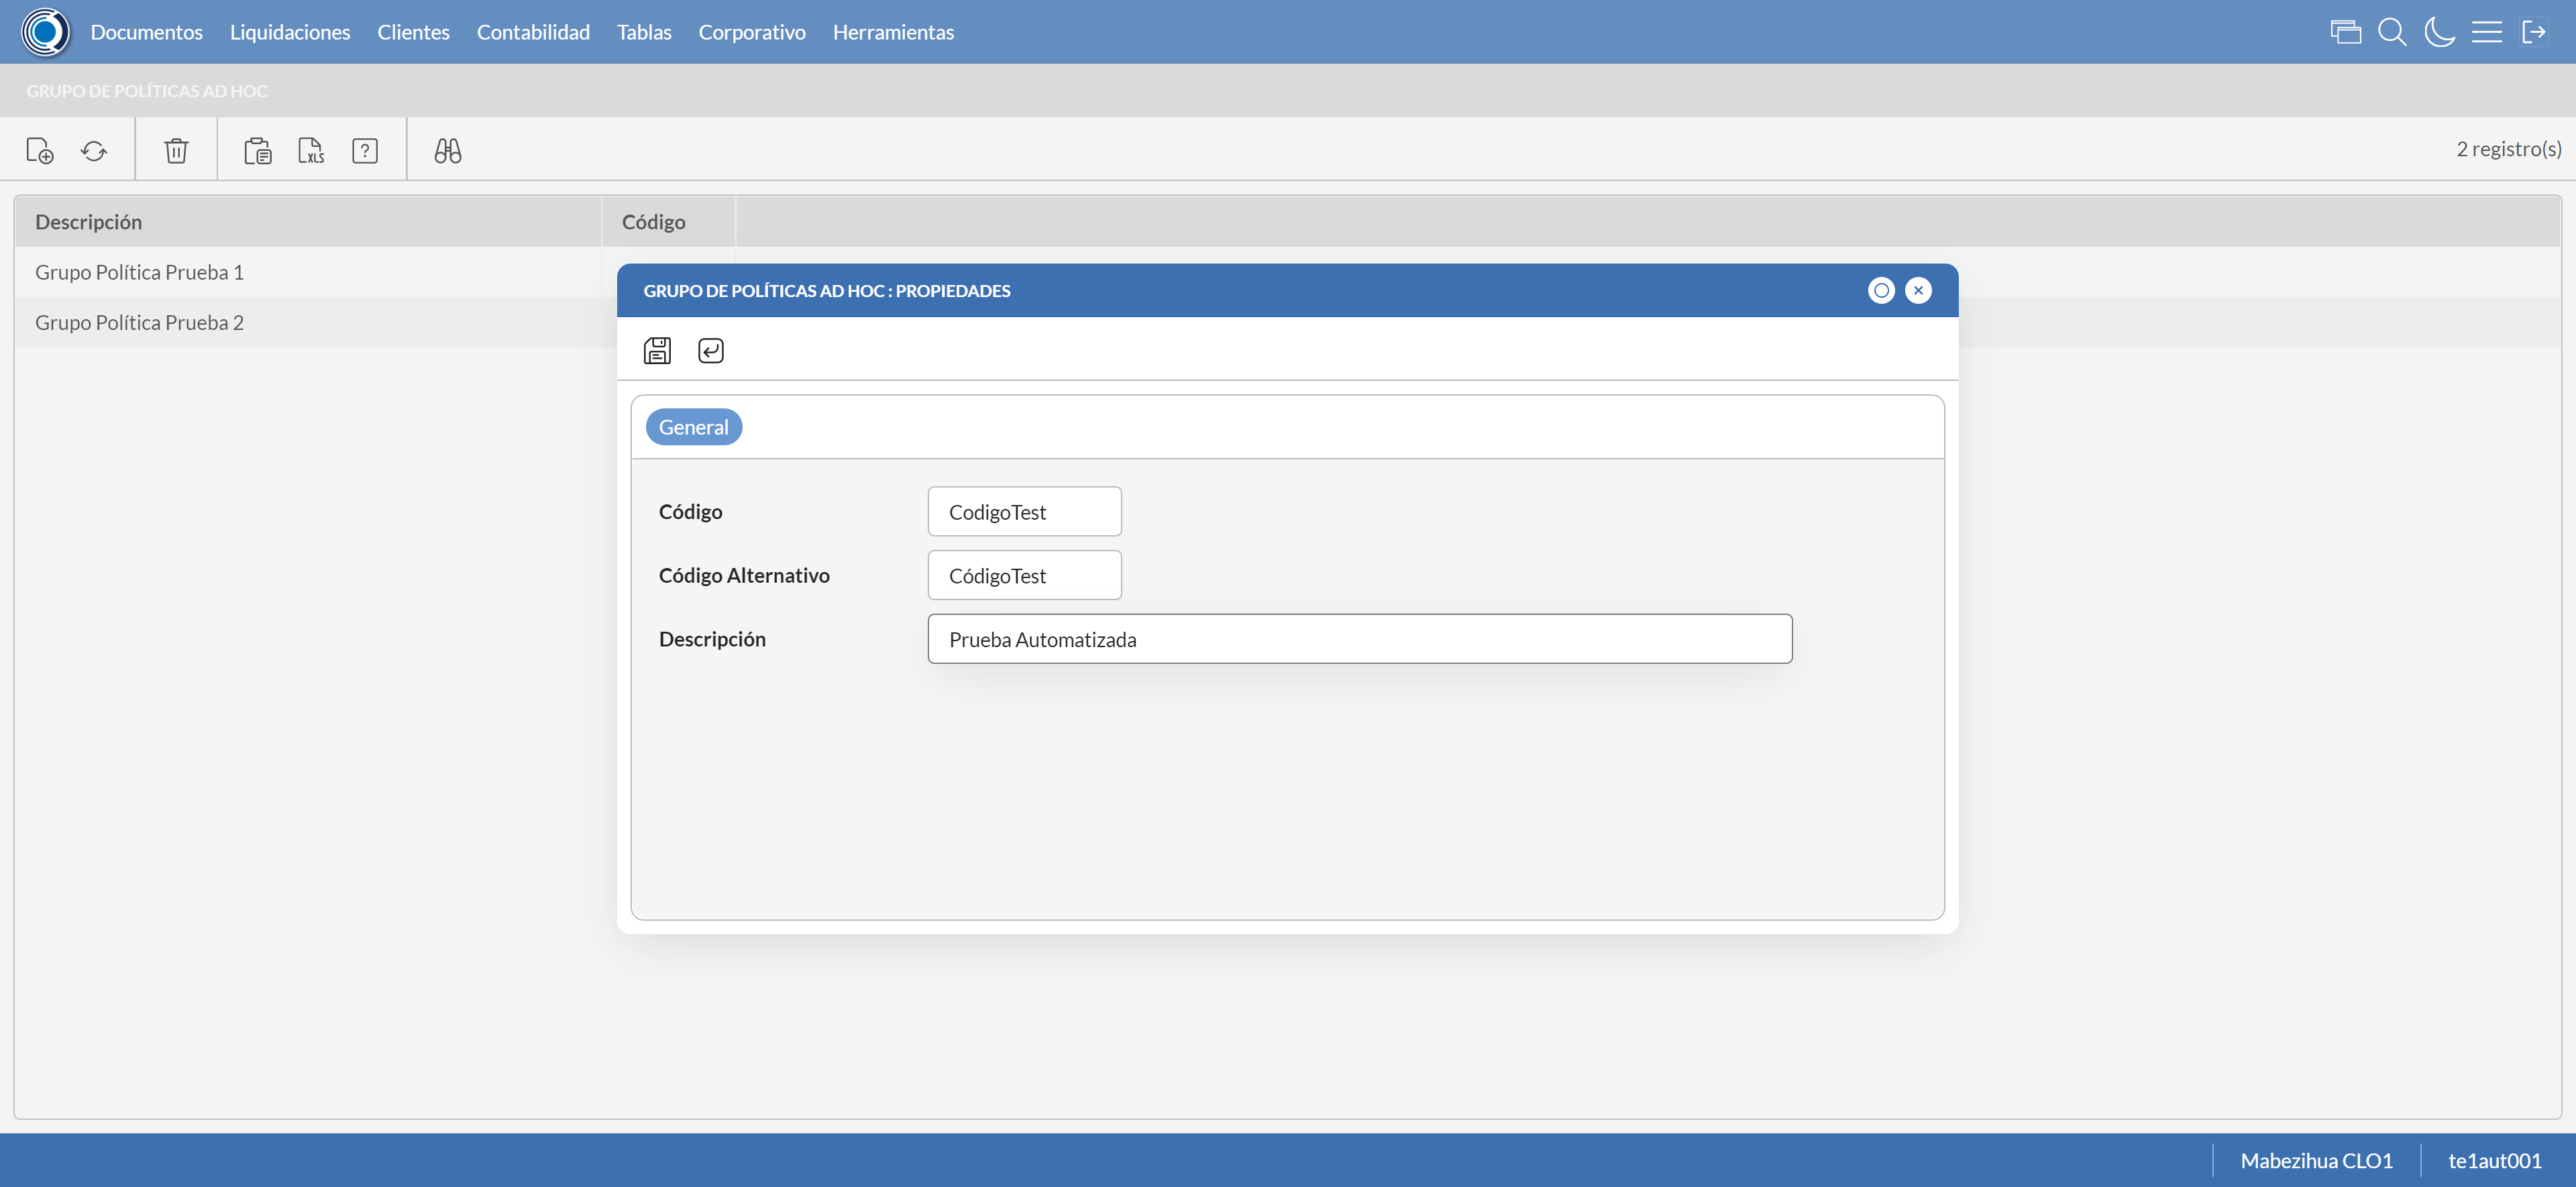 Documentos Liquidaciones Clientes Contabilidad Tablas Corporativo Herramientas
GRUPO DE POLÍTICAS AD HOC
XLS ? 2 registro(s)
Descripción Código
Grupo Política Prueba 1
Grupo Política Prueba 2
GRUPO DE POLÍTICAS AD HOC : PROPIEDADES
General
Código CodigoTest
Código Alternativo CódigoTest
Descripción Prueba Automatizada
Mabezihua CLO1 te1aut001